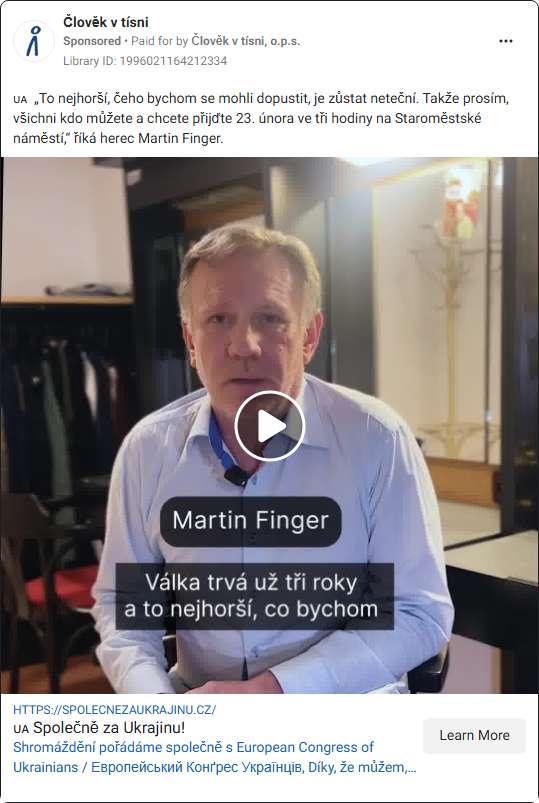 Člověk v tísni
Sponsored • Paid for by Člověk v tísni, o.p.s.
Library ID: 1996021164212334
UA „To nejhorší, čeho bychom se mohli dopustit, je zůstat neteční. Takže prosím,
všichni kdo můžete a chcete přijďte 23. února ve tři hodiny na Staroměstské
náměstí,“ říká herec Martin Finger.
Martin Finger
Válka trvá už tři roky
a to nejhorší, co bychom
HTTPS://SPOLECNEZAUKRAJINU.CZ/
UA Společně za Ukrajinu!
Shromáždění pořádáme společně s European Congress of
Ukrainians / Европейський Конґрес Українців, Díky, že můžem,...
Learn More